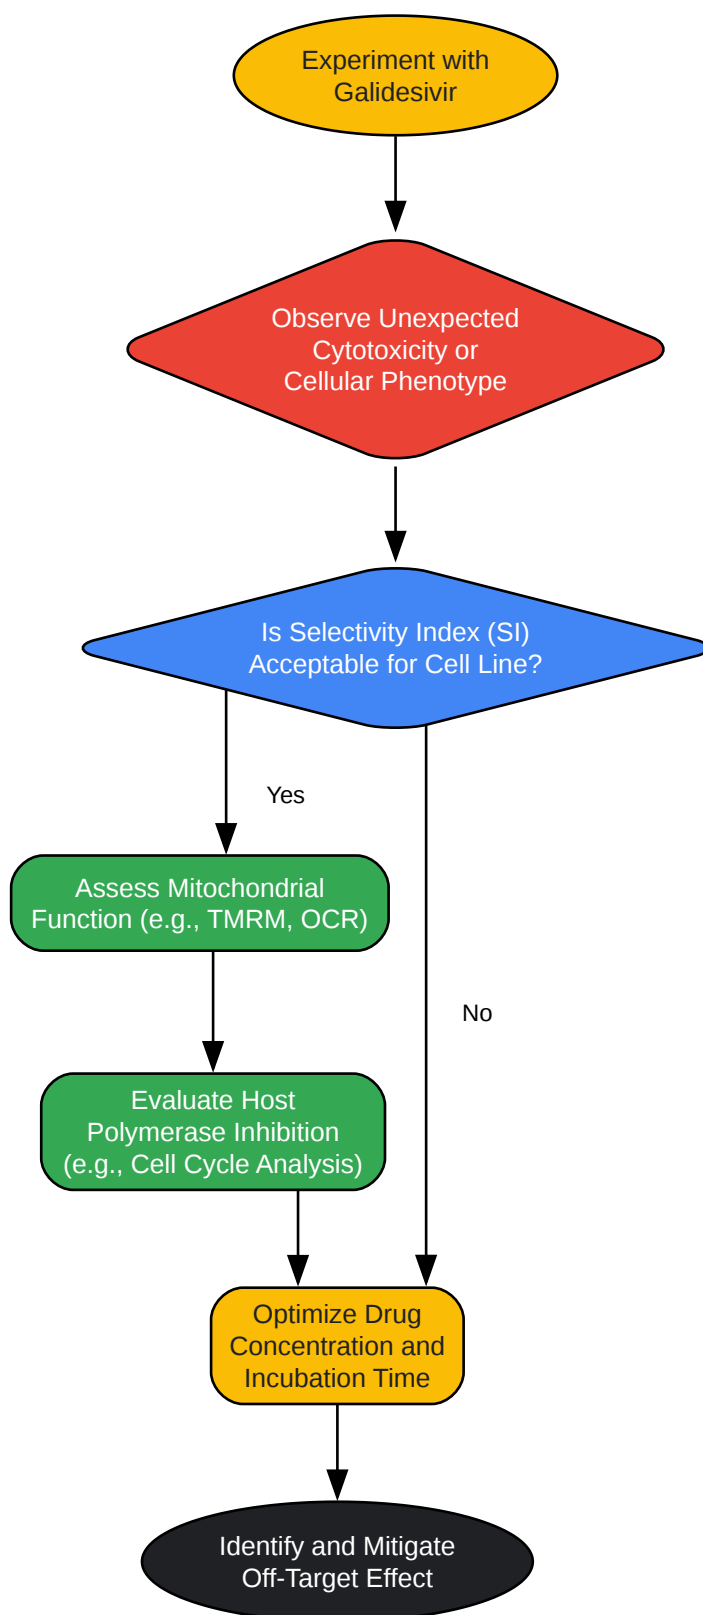 Experiment with
Galidesivir
Observe Unexpected
Cytotoxicity or
Cellular Phenotype
Is Selectivity Index (SI)
Acceptable for Cell Line?
Yes
Assess Mitochondrial
Function (e.g., TMRM, OCR)
No
Evaluate Host
Polymerase Inhibition
(e.g., Cell Cycle Analysis)
Optimize Drug
Concentration and
Incubation Time
Identify and Mitigate
Off-Target Effect